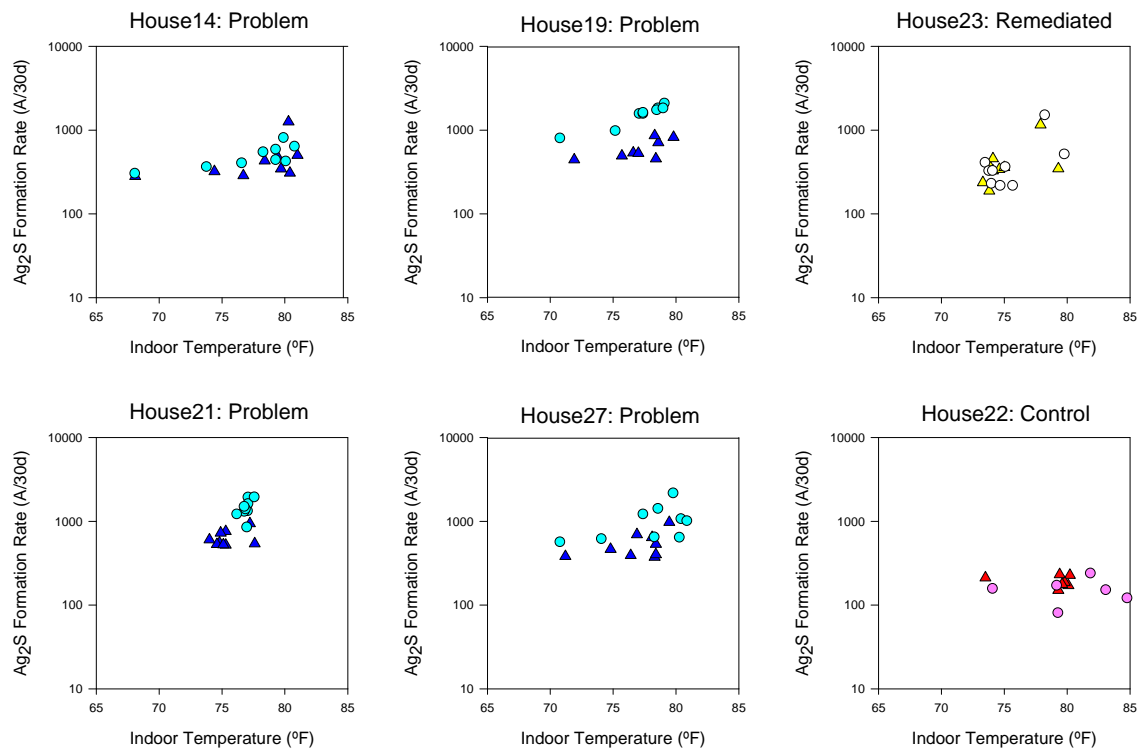 House14: Problem
Ag2S Formation Rate (A/30d)
10000
1000
100
10
65 70 75 80 85
Indoor Temperature (ºF)
House19: Problem
Ag2S Formation Rate (A/30d)
10000
1000
100
10
65 70 75 80 85
Indoor Temperature (ºF)
House23: Remediated
Ag2S Formation Rate (A/30d)
10000
1000
100
10
65 70 75 80 85
Indoor Temperature (ºF)
House21: Problem
Ag2S Formation Rate (A/30d)
10000
1000
100
10
65 70 75 80 85
Indoor Temperature (ºF)
House27: Problem
Ag2S Formation Rate (A/30d)
10000
1000
100
10
65 70 75 80 85
Indoor Temperature (ºF)
House22: Control
Ag2S Formation Rate (A/30d)
10000
1000
100
10
65 70 75 80 85
Indoor Temperature (ºF)